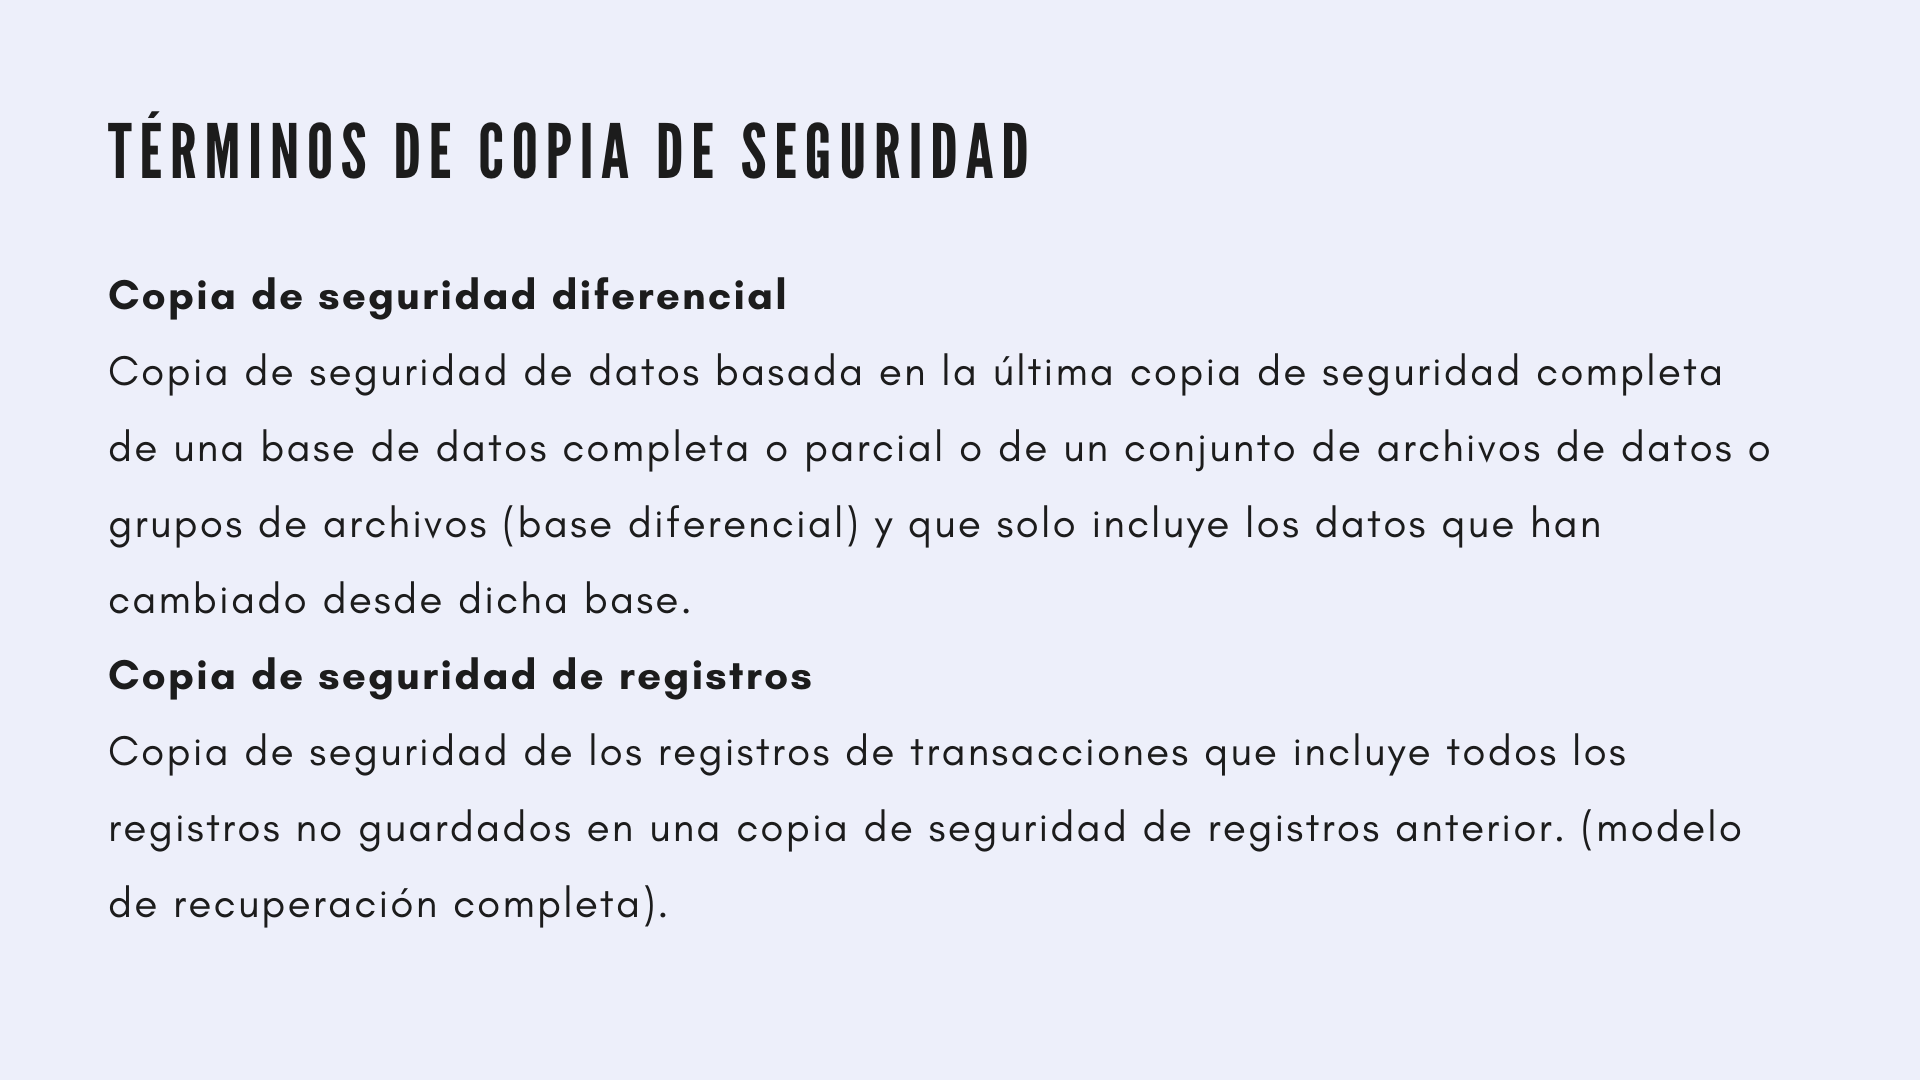 TÉRMINOS DE COPIA DE SEGURIDAD
Copia de seguridad diferencial
Copia de seguridad de datos basada en la última copia de seguridad completa
de una base de datos completa o parcial o de un conjunto de archivos de datos o
grupos de archivos (base diferencial) y que solo incluye los datos que han
cambiado desde dicha base.
Copia de seguridad de registros
Copia de seguridad de los registros de transacciones que incluye todos los
registros no guardados en una copia de seguridad de registros anterior. (modelo
de recuperación completa).